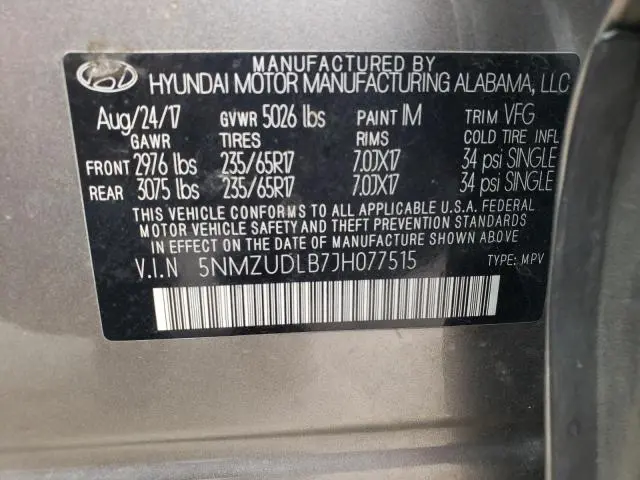 MANUFACTURED BY
HYUNDAI MOTOR MANUFACTURING ALABAMA, LLC
Aug/24/17 GVWR 5026 lbs PAINT IM TRIM VFG
GAWR TIRES RIMS COLD TIRE INFL
FRONT 2976 lbs 235/65R17 7.0JX17 34 psi SINGLE
REAR 3075 lbs 235/65R17 7.0JX17 34 psi SINGLE
THIS VEHICLE CONFORMS TO ALL APPLICABLE U.S.A. FEDERAL
MOTOR VEHICLE SAFETY AND THEFT PREVENTION STANDARDS
IN EFFECT ON THE DATE OF MANUFACTURE SHOWN ABOVE.
V.I.N 5NMZUDLB7JH077515 TYPE: MPV